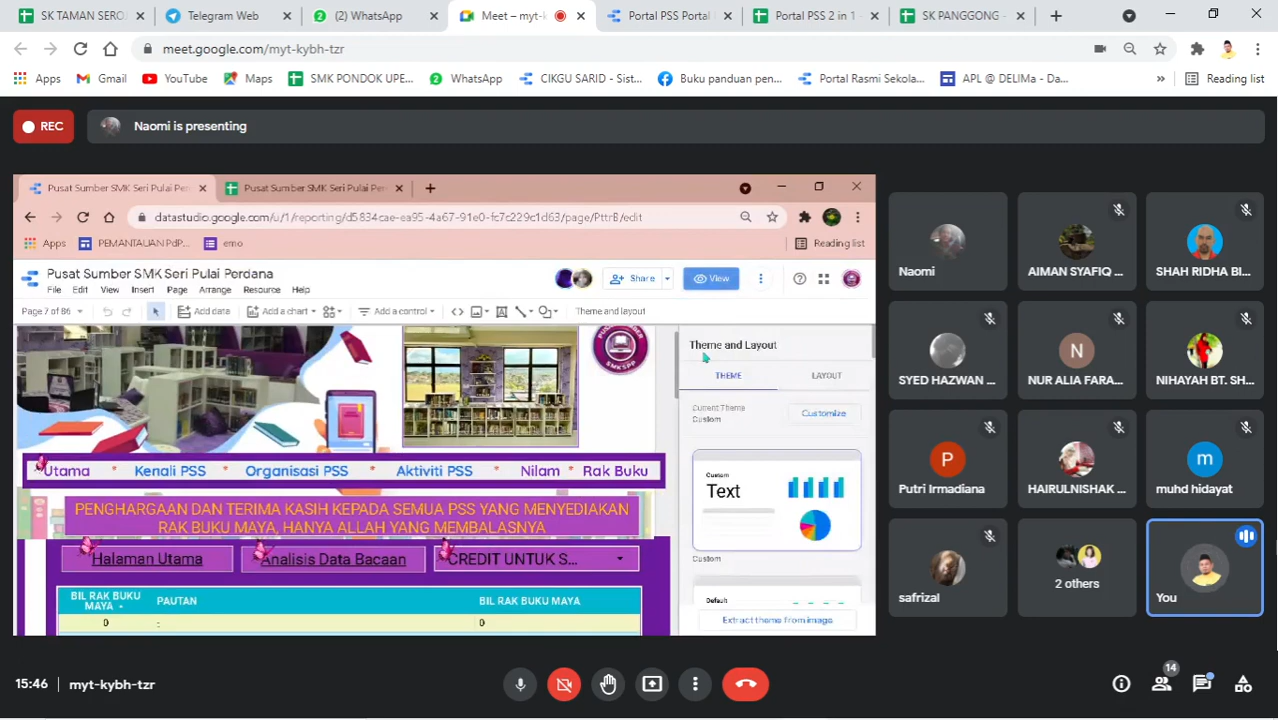 SK TAMAN SERO
Telegram Web
(2) WhatsApp
Meet – myt-k
Portal PSS Portal
Portal PSS 2 in 1 -
SK PANGGONG -
meet.google.com/myt-kybh-tzr
Apps
Gmail
YouTube
Maps
SMK PONDOK UPE...
WhatsApp
CIKGU SARID - Sist...
Buku panduan pen...
Portal Rasmi Sekola...
APL @ DELIMa - Da...
»
Reading list
REC
Naomi is presenting
Pusat Sumber SMK Seri Pulai Per
Pusat Sumber SMK Seri Pulai Per
datastudio.google.com/u/1/reporting/d5834cae-ea95-4a67-91e0-fc7c229c1d63/page/PttrB/edit
Apps
PEMANTAUAN PdP...
emo
Reading list
Pusat Sumber SMK Seri Pulai Perdana
File Edit View Insert Page Arrange Resource Help
Share
View
Page 7 of 86
Add data
Add a chart
Add a control
Theme and layout
Theme and Layout
THEME
LAYOUT
Current Theme
Custom
Customize
Custom
Text
Custom
Default
Extract theme from image
Utama * Kenali PSS * Organisasi PSS * Aktiviti PSS * Nilam * Rak Buku
PENGHARGAAN DAN TERIMA KASIH KEPADA SEMUA PSS YANG MENYEDIAKAN
RAK BUKU MAYA, HANYA ALLAH YANG MEMBALASNYA
Halaman Utama
Analisis Data Bacaan
CREDIT UNTUK S...
BIL RAK BUKU
MAYA
PAUTAN
BIL RAK BUKU MAYA
0
:
0
Naomi
AIMAN SYAFIQ ...
SHAH RIDHA BI...
SYED HAZWAN ...
N
NUR ALIA FARA...
NIHAYAH BT. SH...
P
Putri Irmadiana
HAIRULNISHAK ...
m
muhd hidayat
safrizal
2 others
You
15:46 | myt-kybh-tzr
14